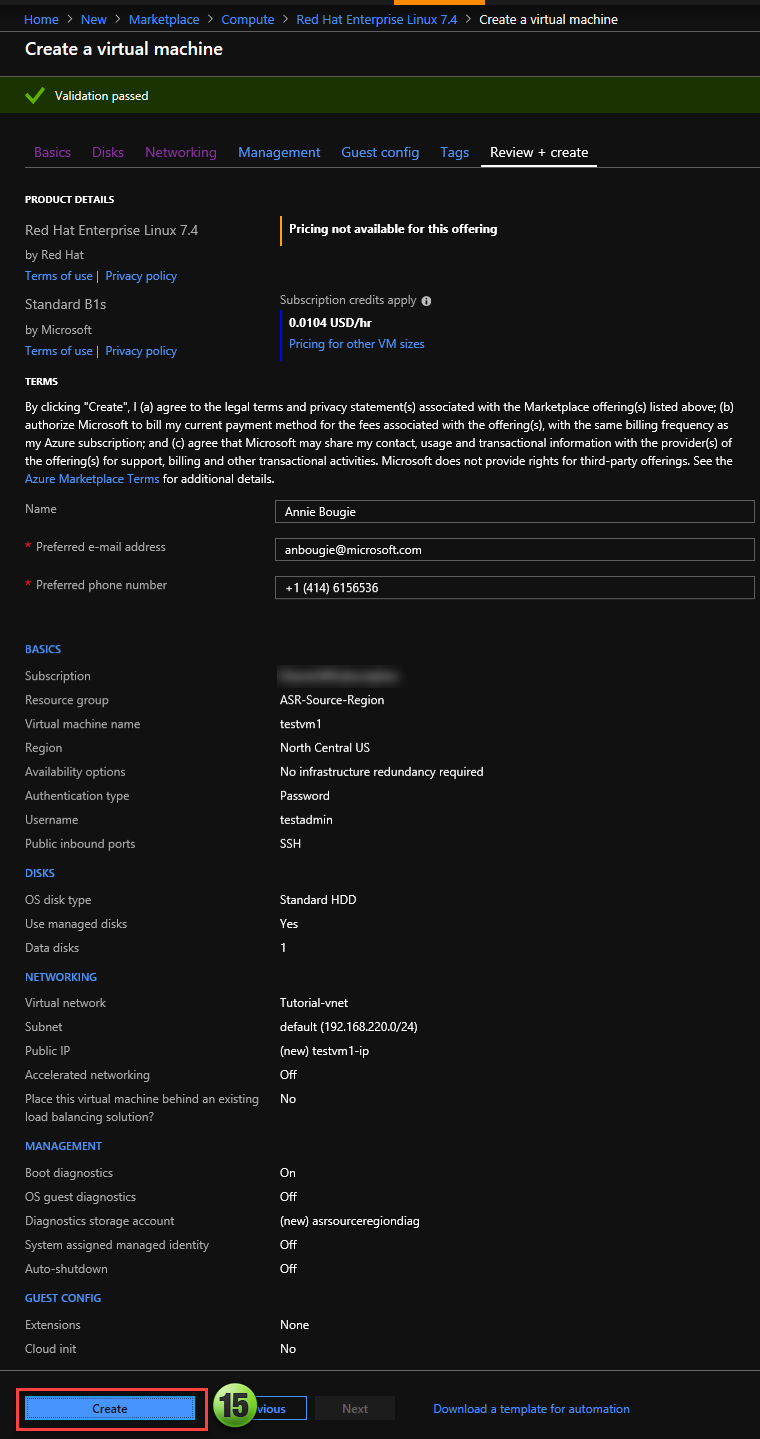 Home > New > Marketplace > Compute > Red Hat Enterprise Linux 7.4 > Create a virtual machine
Create a virtual machine
Validation passed
Basics Disks Networking Management Guest config Tags Review + create
PRODUCT DETAILS
Red Hat Enterprise Linux 7.4
Pricing not available for this offering
by Red Hat
Terms of use | Privacy policy
Standard B1s
Subscription credits apply
by Microsoft
0.0104 USD/hr
Terms of use | Privacy policy
Pricing for other VM sizes
TERMS
By clicking "Create", I (a) agree to the legal terms and privacy statement(s) associated with the Marketplace offering(s) listed above; (b)
authorize Microsoft to bill my current payment method for the fees associated with the offering(s), with the same billing frequency as
my Azure subscription; and (c) agree that Microsoft may share my contact, usage and transactional information with the provider(s) of
the offering(s) for support, billing and other transactional activities. Microsoft does not provide rights for third-party offerings. See the
Azure Marketplace Terms for additional details.
Name Annie Bougie
* Preferred e-mail address anbougie@microsoft.com
* Preferred phone number +1 (414) 6156536
BASICS
Subscription
Resource group ASR-Source-Region
Virtual machine name testvm1
Region North Central US
Availability options No infrastructure redundancy required
Authentication type Password
Username testadmin
Public inbound ports SSH
DISKS
OS disk type Standard HDD
Use managed disks Yes
Data disks 1
NETWORKING
Virtual network Tutorial-vnet
Subnet default (192.168.220.0/24)
Public IP (new) testvm1-ip
Accelerated networking Off
Place this virtual machine behind an existing No
load balancing solution?
MANAGEMENT
Boot diagnostics On
OS guest diagnostics Off
Diagnostics storage account (new) asrsourceregiondiag
System assigned managed identity Off
Auto-shutdown Off
GUEST CONFIG
Extensions None
Cloud init No
Create 15 vious Next Download a template for automation